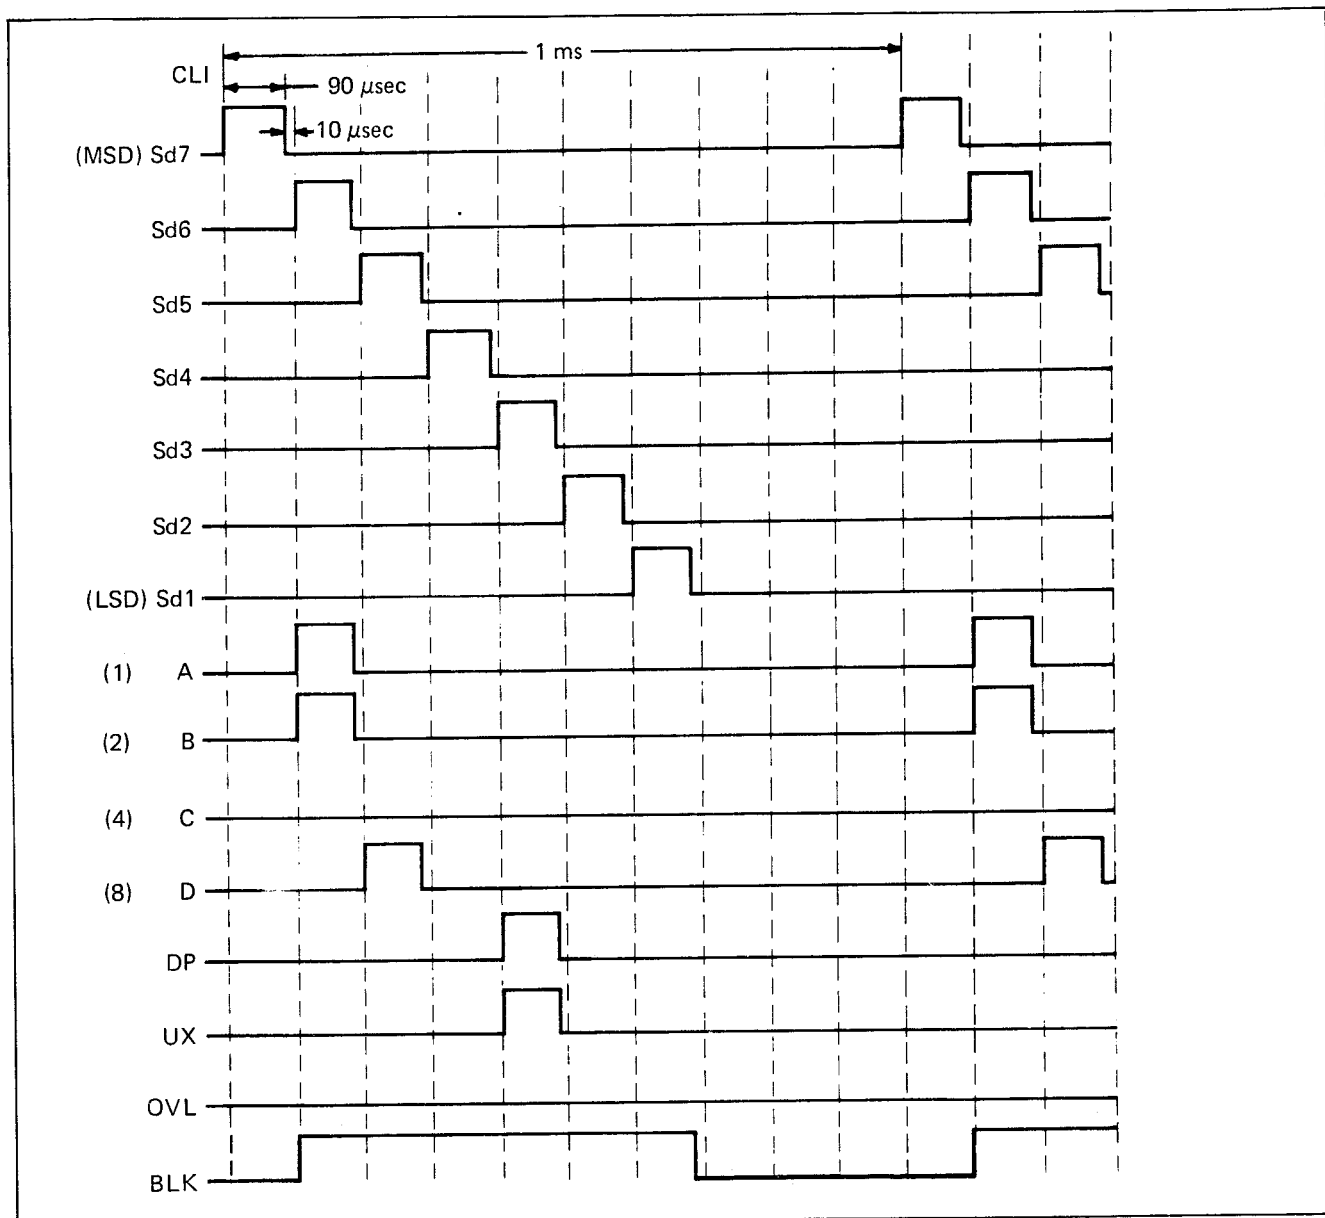 1 ms
CLI
90 μsec
10 μsec
(MSD) Sd7
Sd6
Sd5
Sd4
Sd3
Sd2
(LSD) Sd1
(1) A
(2) B
(4) C
(8) D
DP
UX
OVL
BLK